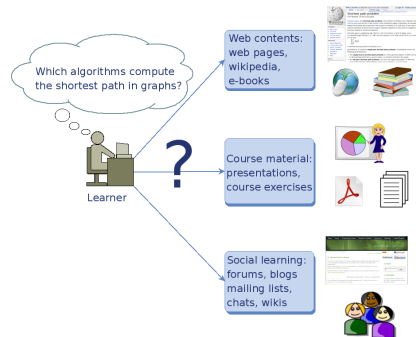 Which algorithms compute
the shortest path in graphs?
?
Learner
Web contents:
web pages,
wikipedia,
e-books
Course material:
presentations,
course exercises
Social learning:
forums, blogs
mailing lists,
chats, wikis